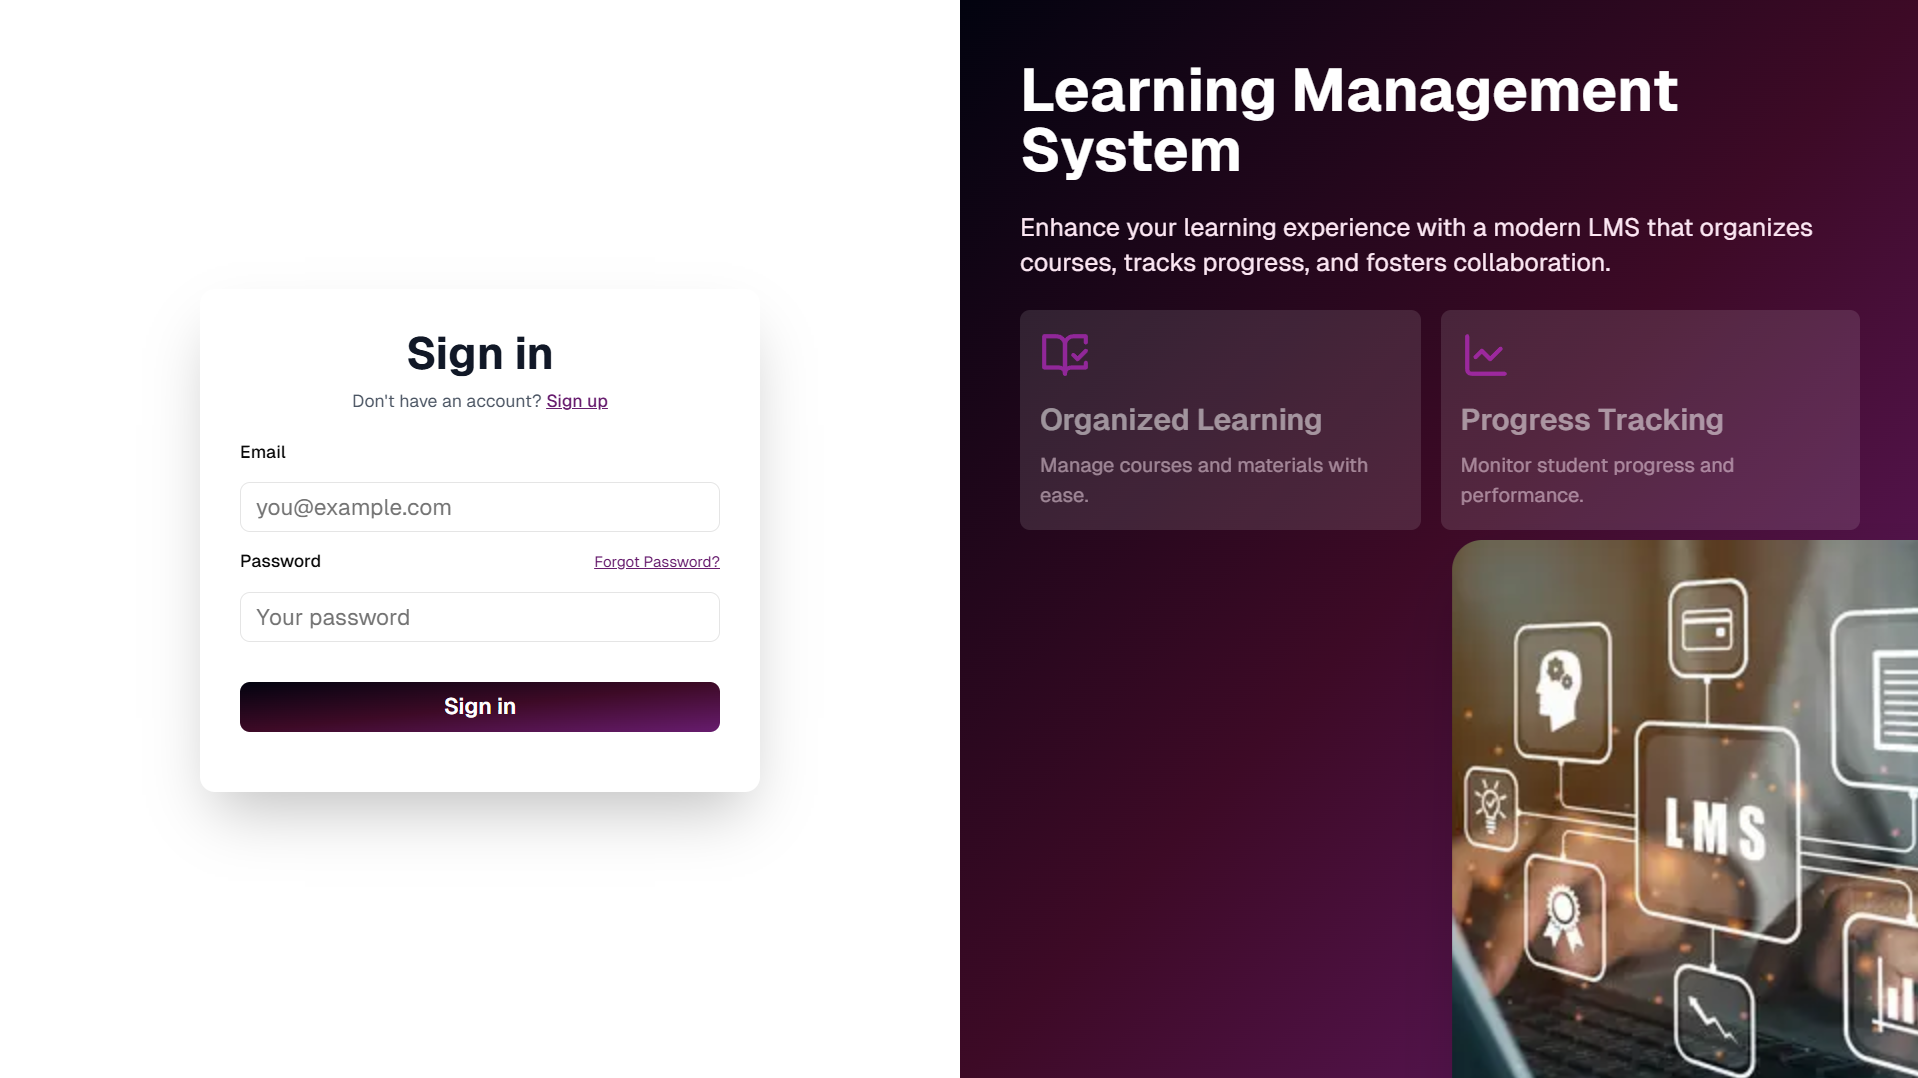 Sign in
Don't have an account? Sign up
Email
you@example.com
Password
Forgot Password?
Your password
Sign in
Learning Management
System
Enhance your learning experience with a modern LMS that organizes
courses, tracks progress, and fosters collaboration.
Organized Learning
Manage courses and materials with
ease.
Progress Tracking
Monitor student progress and
performance.
LMS